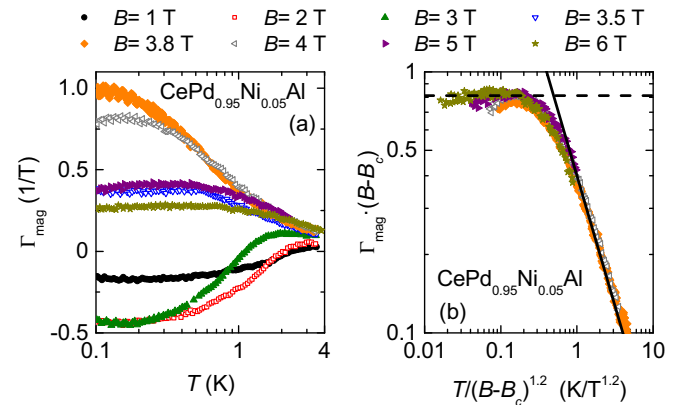 B= 1 T B= 2 T B= 3 T B= 3.5 T
B= 3.8 T B= 4 T B= 5 T B= 6 T
1.0
0.5
0
-0.5
Γmag (1/T)
CePd0.95Ni0.05Al
(a)
0.1 1 4
T (K)
1
0.5
0.1
Γmag·(B-Bc)
CePd0.95Ni0.05Al
(b)
0.01 0.1 1 10
T/(B-Bc)^1.2 (K/T^1.2)